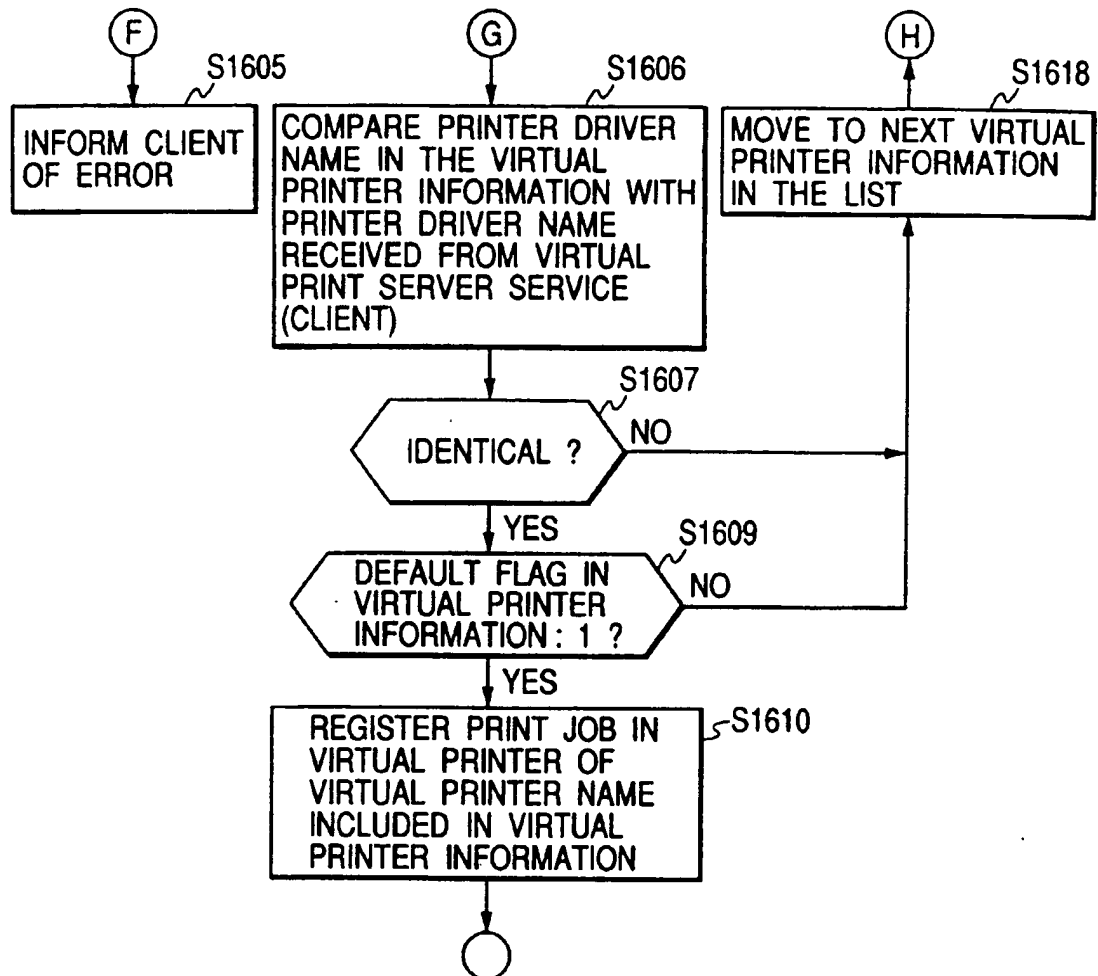 F
G
H
S1605
S1606
S1618
INFORM CLIENT
OF ERROR
COMPARE PRINTER DRIVER
NAME IN THE VIRTUAL
PRINTER INFORMATION WITH
PRINTER DRIVER NAME
RECEIVED FROM VIRTUAL
PRINT SERVER SERVICE
(CLIENT)
MOVE TO NEXT VIRTUAL
PRINTER INFORMATION
IN THE LIST
S1607
IDENTICAL ?
NO
YES
S1609
DEFAULT FLAG IN
VIRTUAL PRINTER
INFORMATION : 1 ?
NO
YES
S1610
REGISTER PRINT JOB IN
VIRTUAL PRINTER OF
VIRTUAL PRINTER NAME
INCLUDED IN VIRTUAL
PRINTER INFORMATION